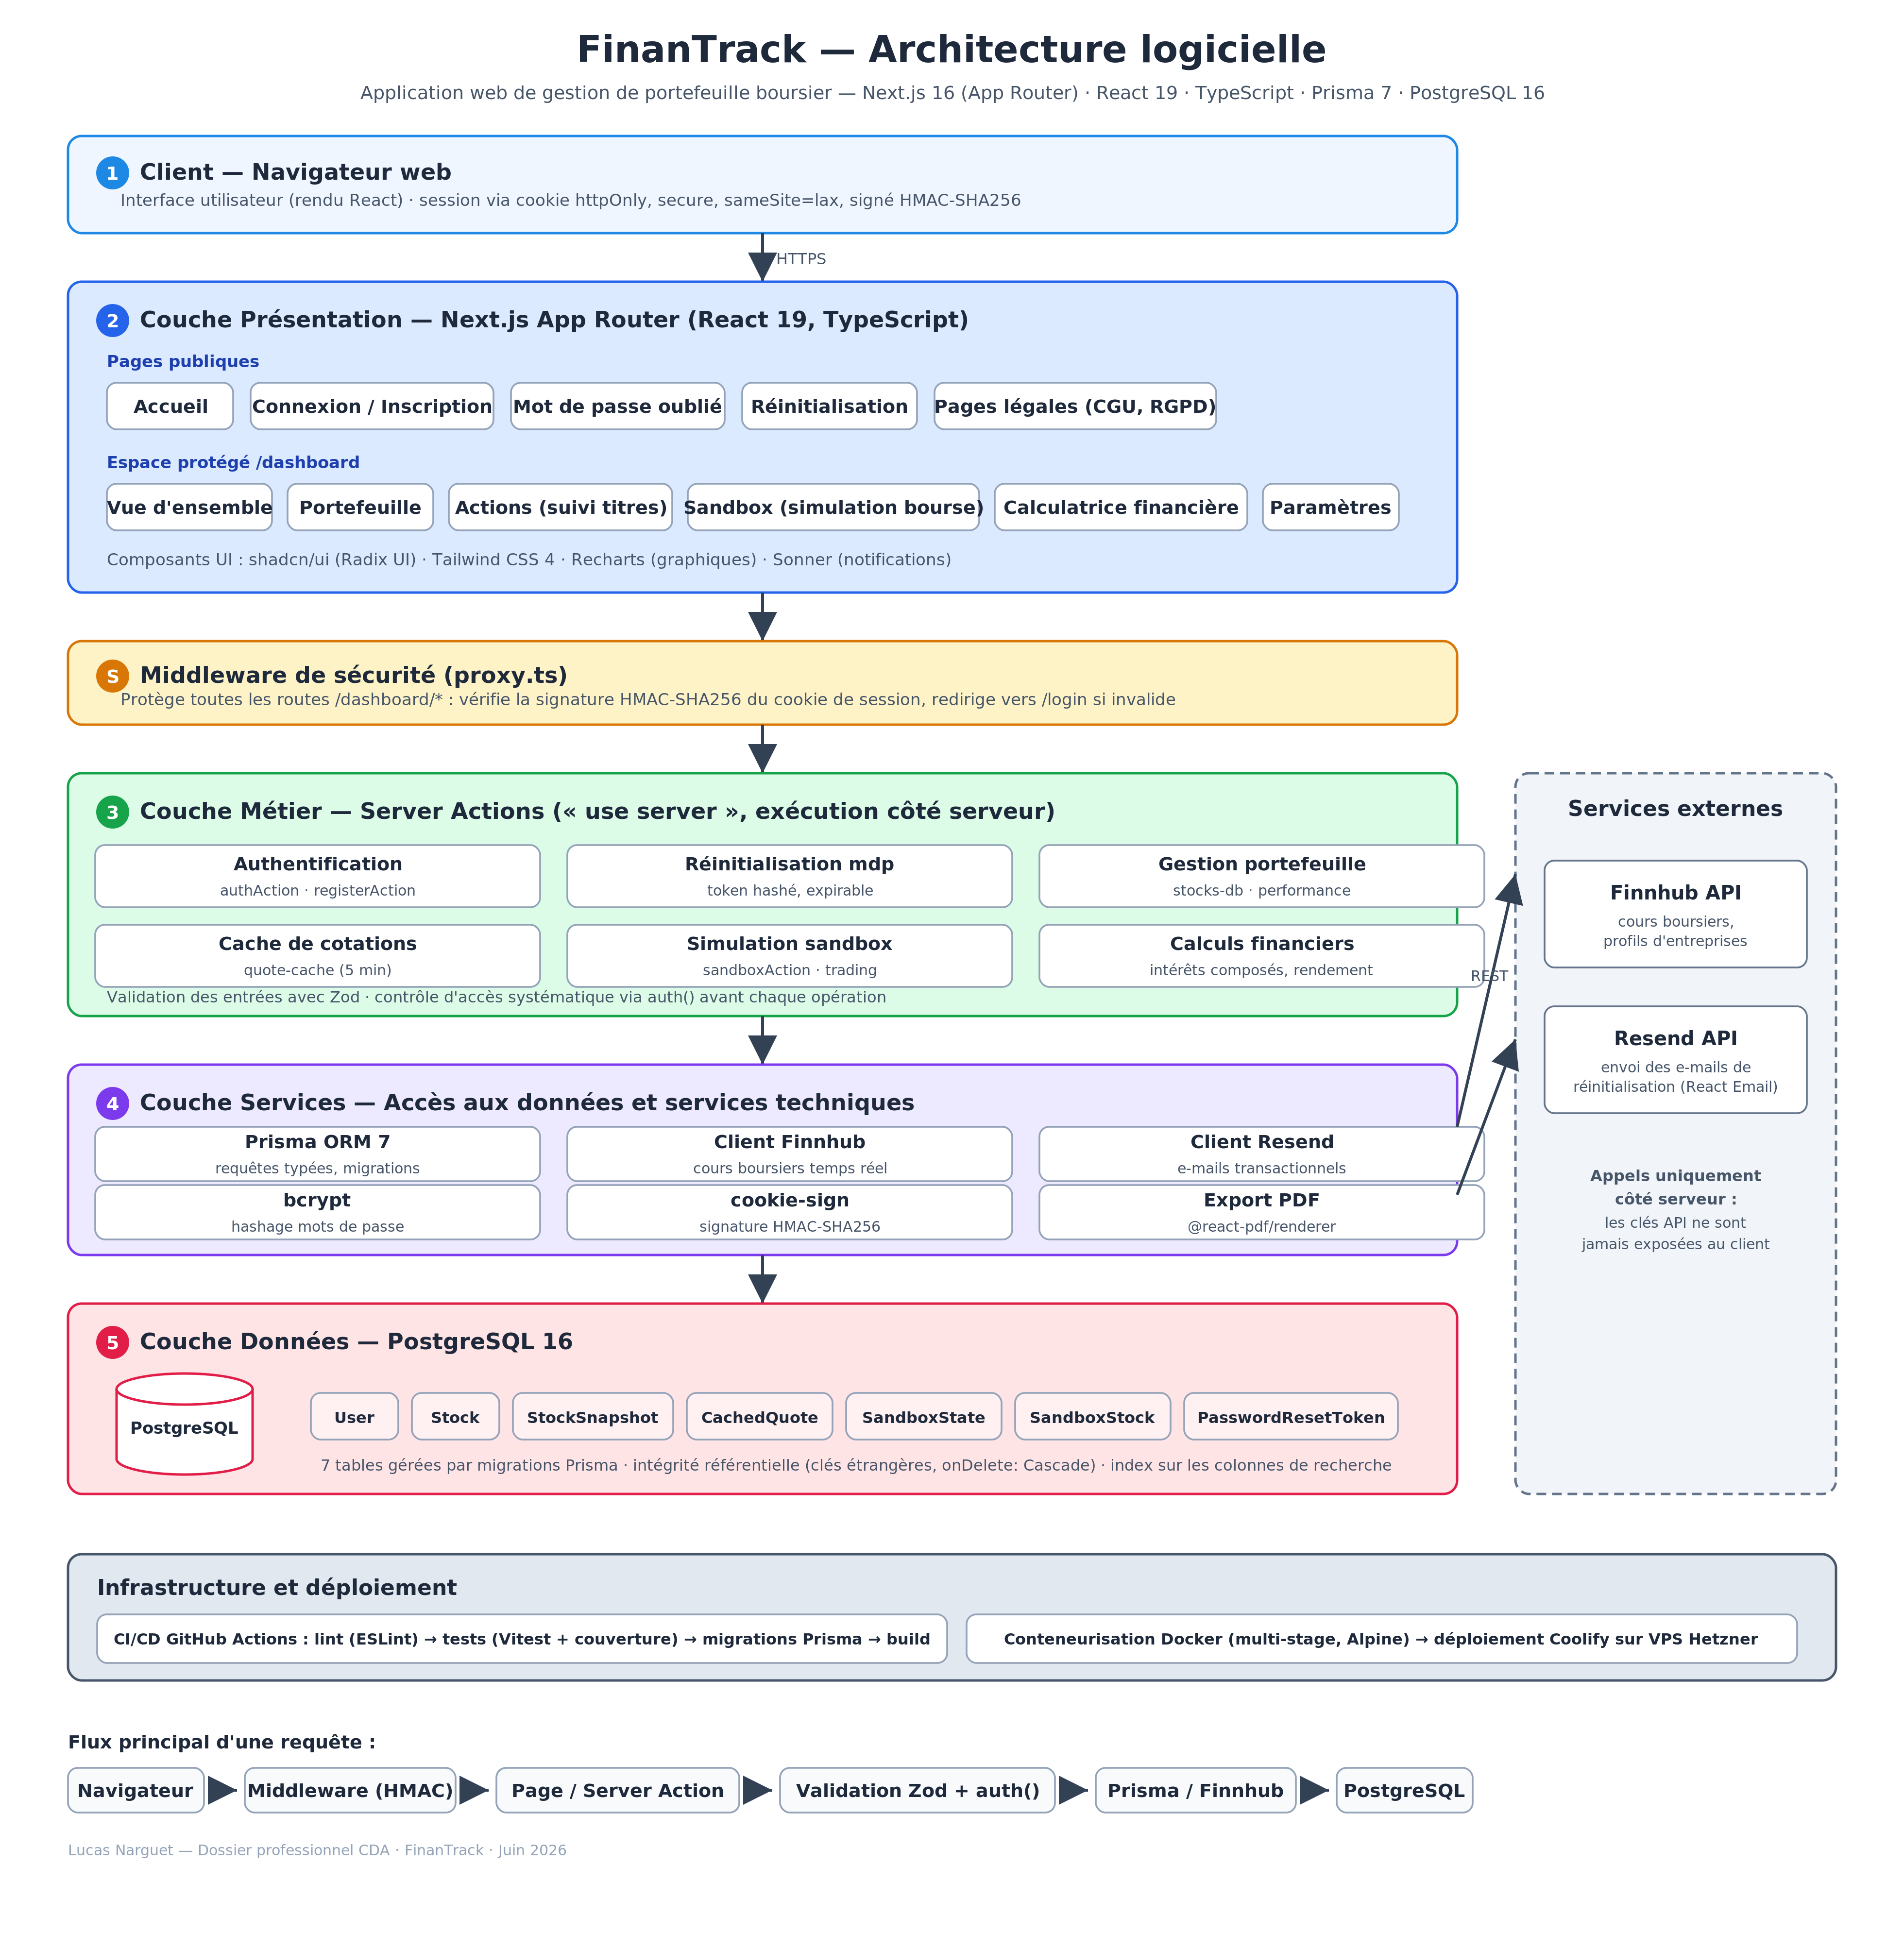 FinanTrack — Architecture logicielle
Application web de gestion de portefeuille boursier — Next.js 16 (App Router) · React 19 · TypeScript · Prisma 7 · PostgreSQL 16
1 Client — Navigateur web
Interface utilisateur (rendu React) · session via cookie httpOnly, secure, sameSite=lax, signé HMAC-SHA256
HTTPS
2 Couche Présentation — Next.js App Router (React 19, TypeScript)
Pages publiques
Accueil Connexion / Inscription Mot de passe oublié Réinitialisation Pages légales (CGU, RGPD)
Espace protégé /dashboard
Vue d'ensemble Portefeuille Actions (suivi titres) Sandbox (simulation bourse) Calculatrice financière Paramètres
Composants UI : shadcn/ui (Radix UI) · Tailwind CSS 4 · Recharts (graphiques) · Sonner (notifications)
S Middleware de sécurité (proxy.ts)
Protège toutes les routes /dashboard/* : vérifie la signature HMAC-SHA256 du cookie de session, redirige vers /login si invalide
3 Couche Métier — Server Actions (« use server », exécution côté serveur)
Authentification Réinitialisation mdp Gestion portefeuille
authAction · registerAction token hashé, expirable stocks-db · performance
Cache de cotations Simulation sandbox Calculs financiers
quote-cache (5 min) sandboxAction · trading intérêts composés, rendement
Validation des entrées avec Zod · contrôle d'accès systématique via auth() avant chaque opération
REST
Services externes
Finnhub API
cours boursiers,
profils d'entreprises
Resend API
envoi des e-mails de
réinitialisation (React Email)
Appels uniquement
côté serveur :
les clés API ne sont
jamais exposées au client
4 Couche Services — Accès aux données et services techniques
Prisma ORM 7 Client Finnhub Client Resend
requêtes typées, migrations cours boursiers temps réel e-mails transactionnels
bcrypt cookie-sign Export PDF
hashage mots de passe signature HMAC-SHA256 @react-pdf/renderer
5 Couche Données — PostgreSQL 16
PostgreSQL User Stock StockSnapshot CachedQuote SandboxState SandboxStock PasswordResetToken
7 tables gérées par migrations Prisma · intégrité référentielle (clés étrangères, onDelete: Cascade) · index sur les colonnes de recherche
Infrastructure et déploiement
CI/CD GitHub Actions : lint (ESLint) → tests (Vitest + couverture) → migrations Prisma → build
Conteneurisation Docker (multi-stage, Alpine) → déploiement Coolify sur VPS Hetzner
Flux principal d'une requête :
Navigateur Middleware (HMAC) Page / Server Action Validation Zod + auth() Prisma / Finnhub PostgreSQL
Lucas Narguet — Dossier professionnel CDA · FinanTrack · Juin 2026